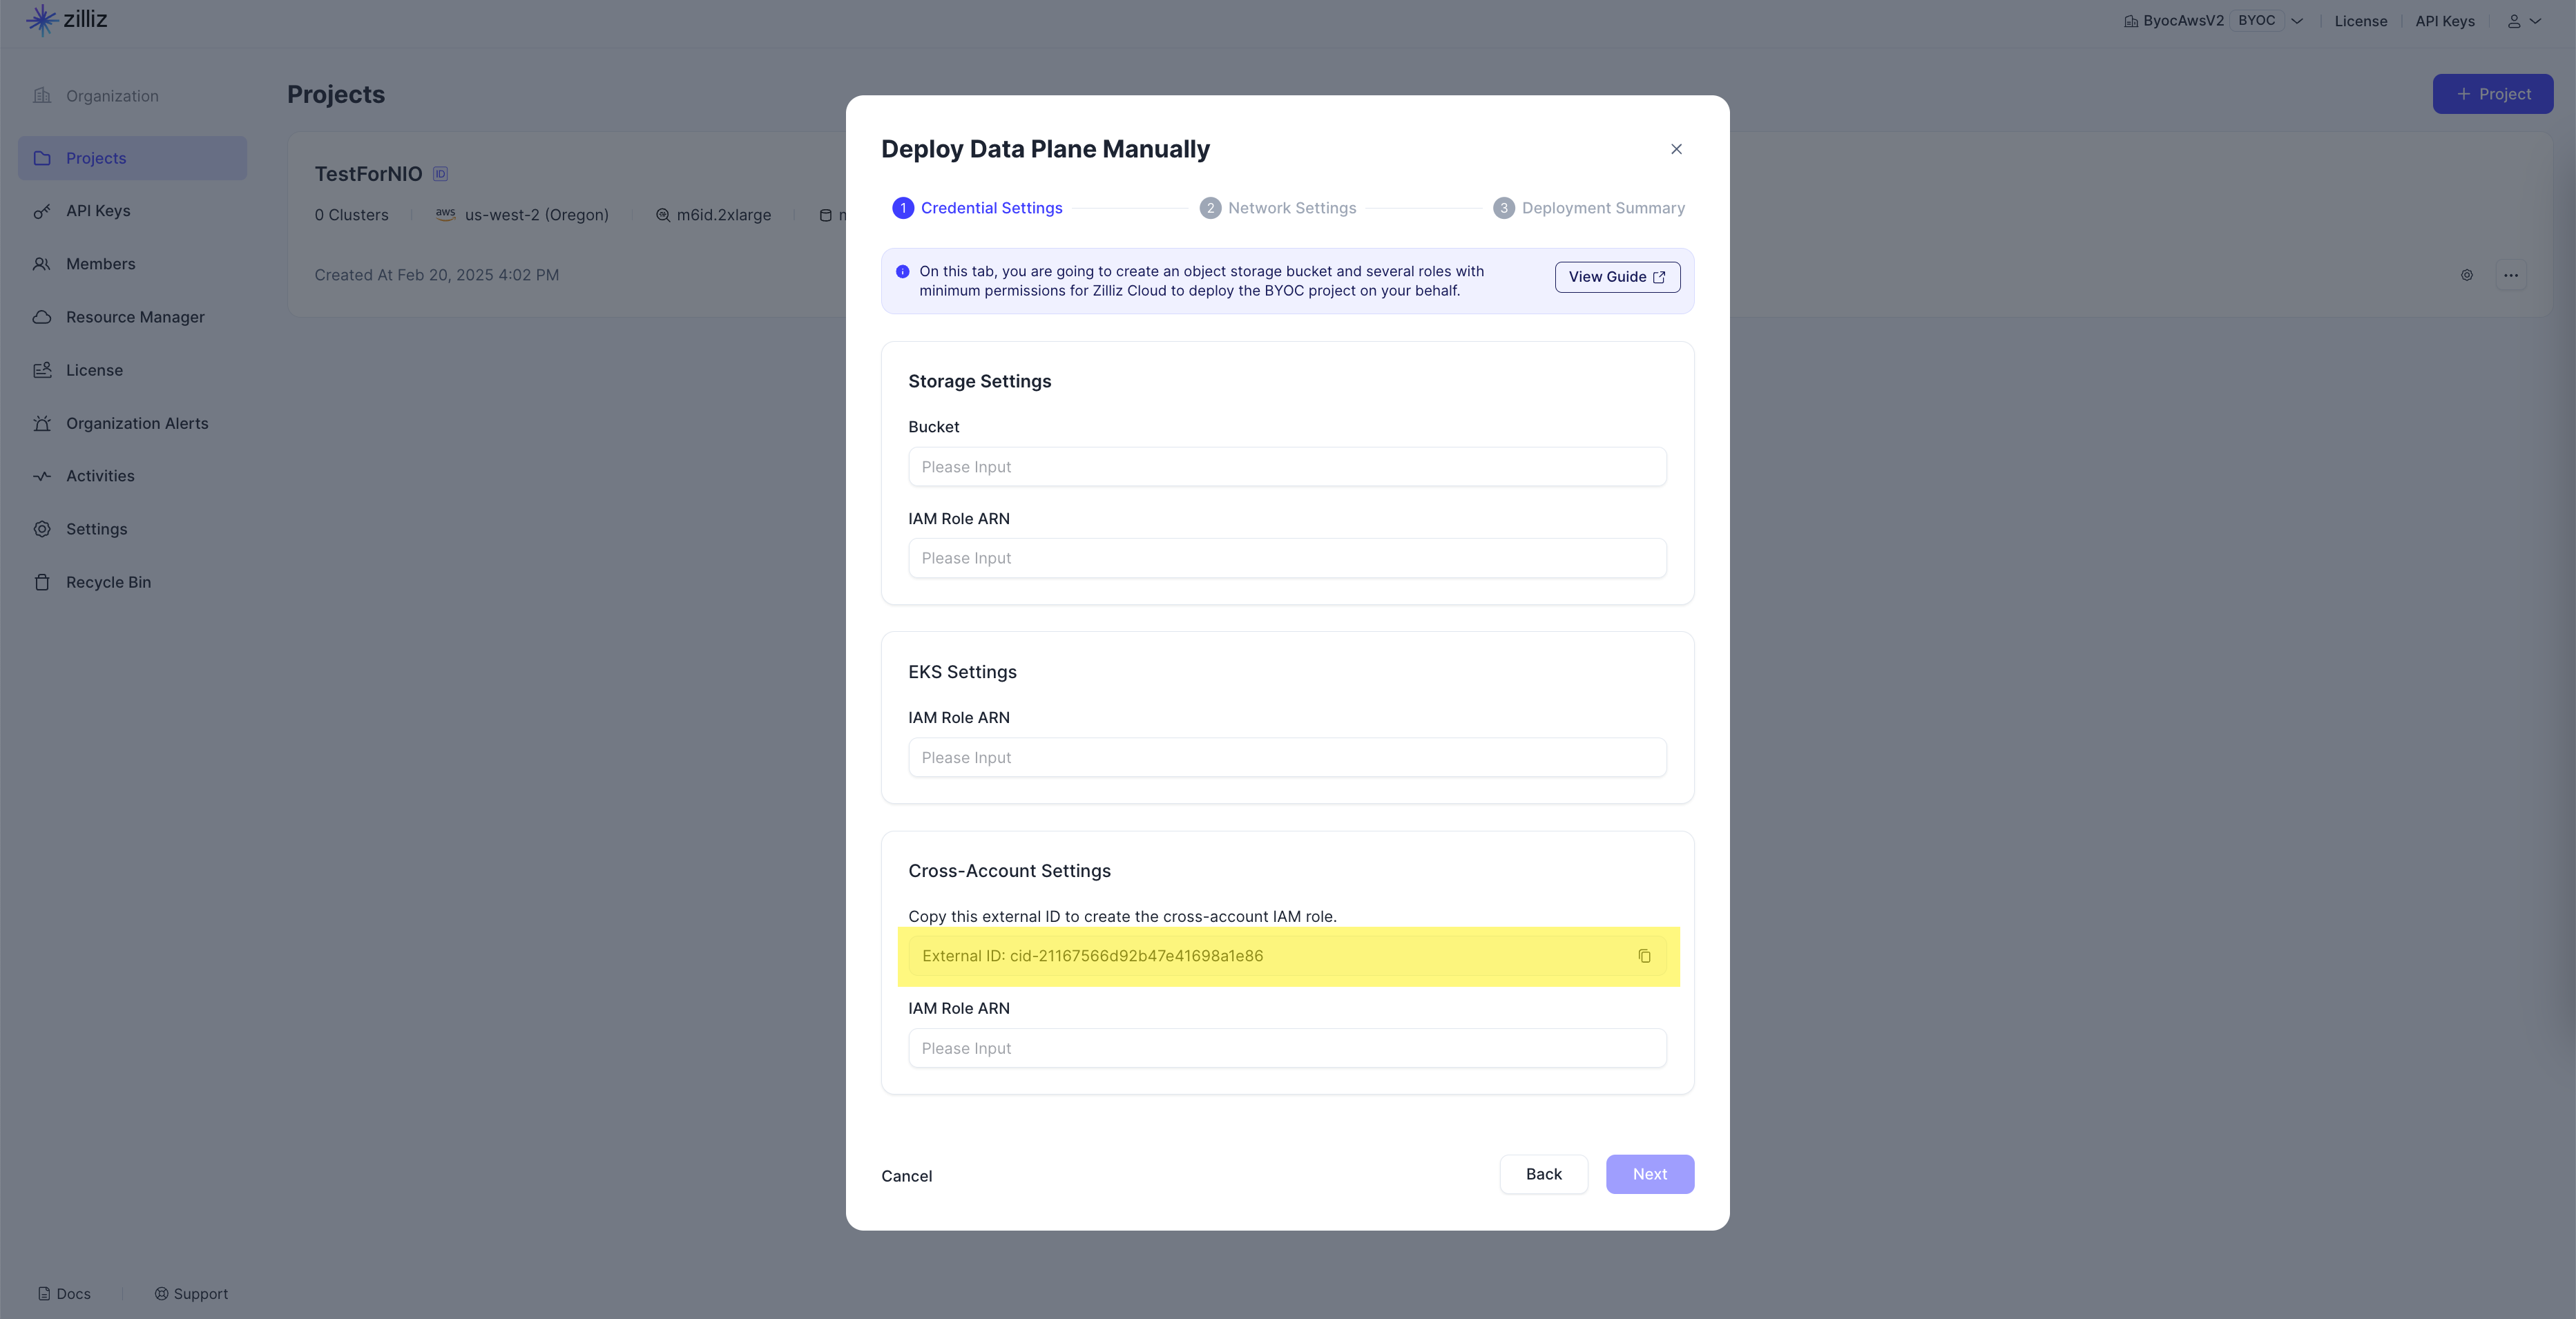 zilliz
ByocAwsV2 BYOC
License
API Keys
Organization
Projects
API Keys
Members
Resource Manager
License
Organization Alerts
Activities
Settings
Recycle Bin
Docs
Support
Projects
+ Project
TestForNIO ID
0 Clusters
aws us-west-2 (Oregon)
m6id.2xlarge
Created At Feb 20, 2025 4:02 PM
Deploy Data Plane Manually
1 Credential Settings
2 Network Settings
3 Deployment Summary
On this tab, you are going to create an object storage bucket and several roles with
minimum permissions for Zilliz Cloud to deploy the BYOC project on your behalf.
View Guide
Storage Settings
Bucket
Please Input
IAM Role ARN
Please Input
EKS Settings
IAM Role ARN
Please Input
Cross-Account Settings
Copy this external ID to create the cross-account IAM role.
External ID: cid-21167566d92b47e41698a1e86
IAM Role ARN
Please Input
Cancel
Back
Next